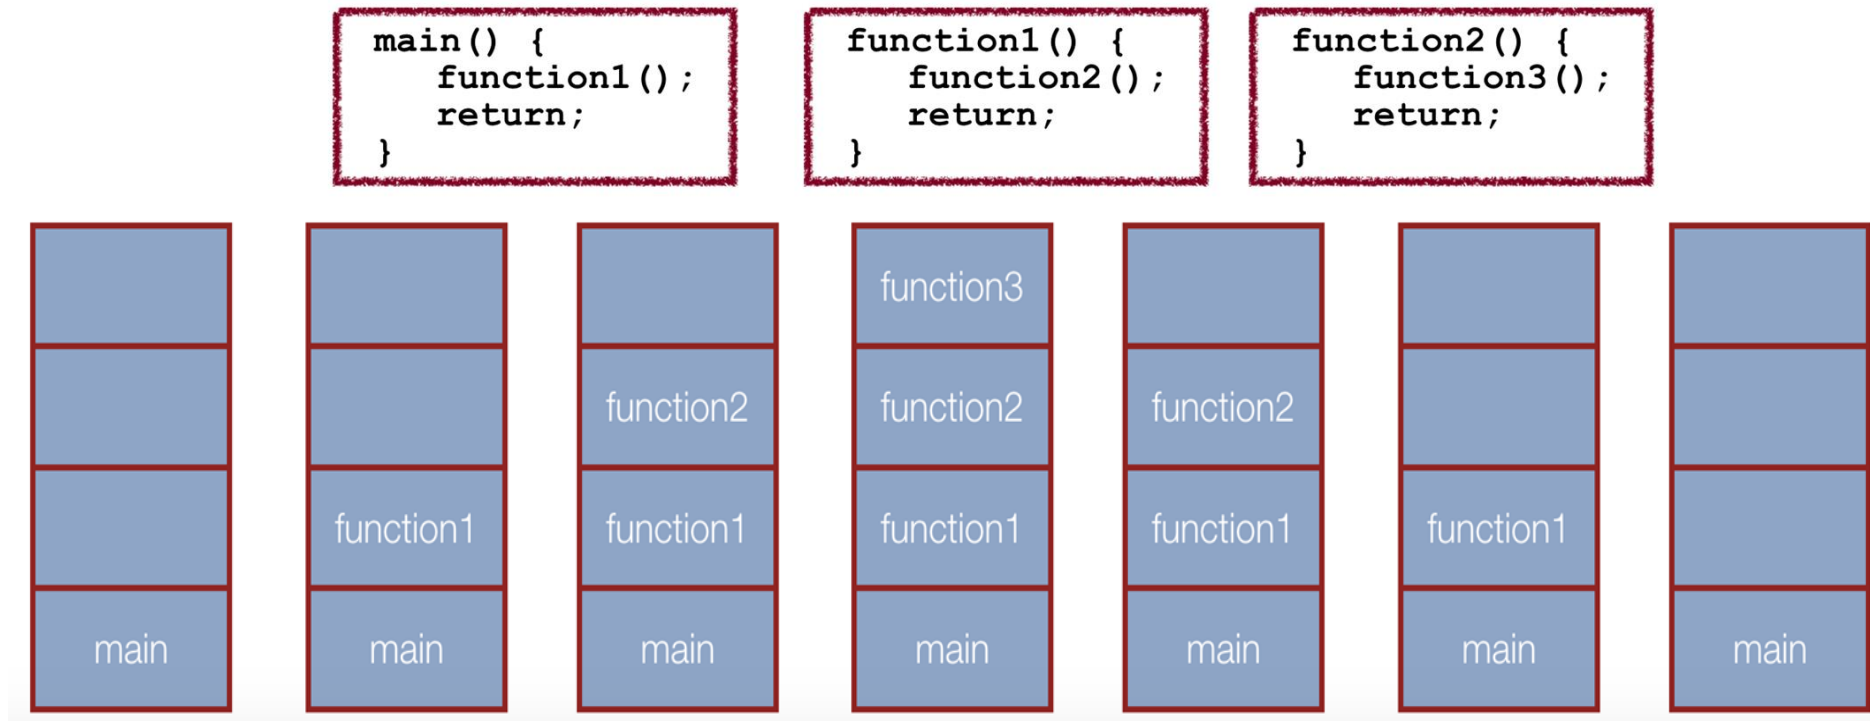 main() {
function1();
return;
}
function1() {
function2();
return;
}
function2() {
function3();
return;
}
function3
function2
function2
function2
function1
function1
function1
function1
function1
main
main
main
main
main
main
main